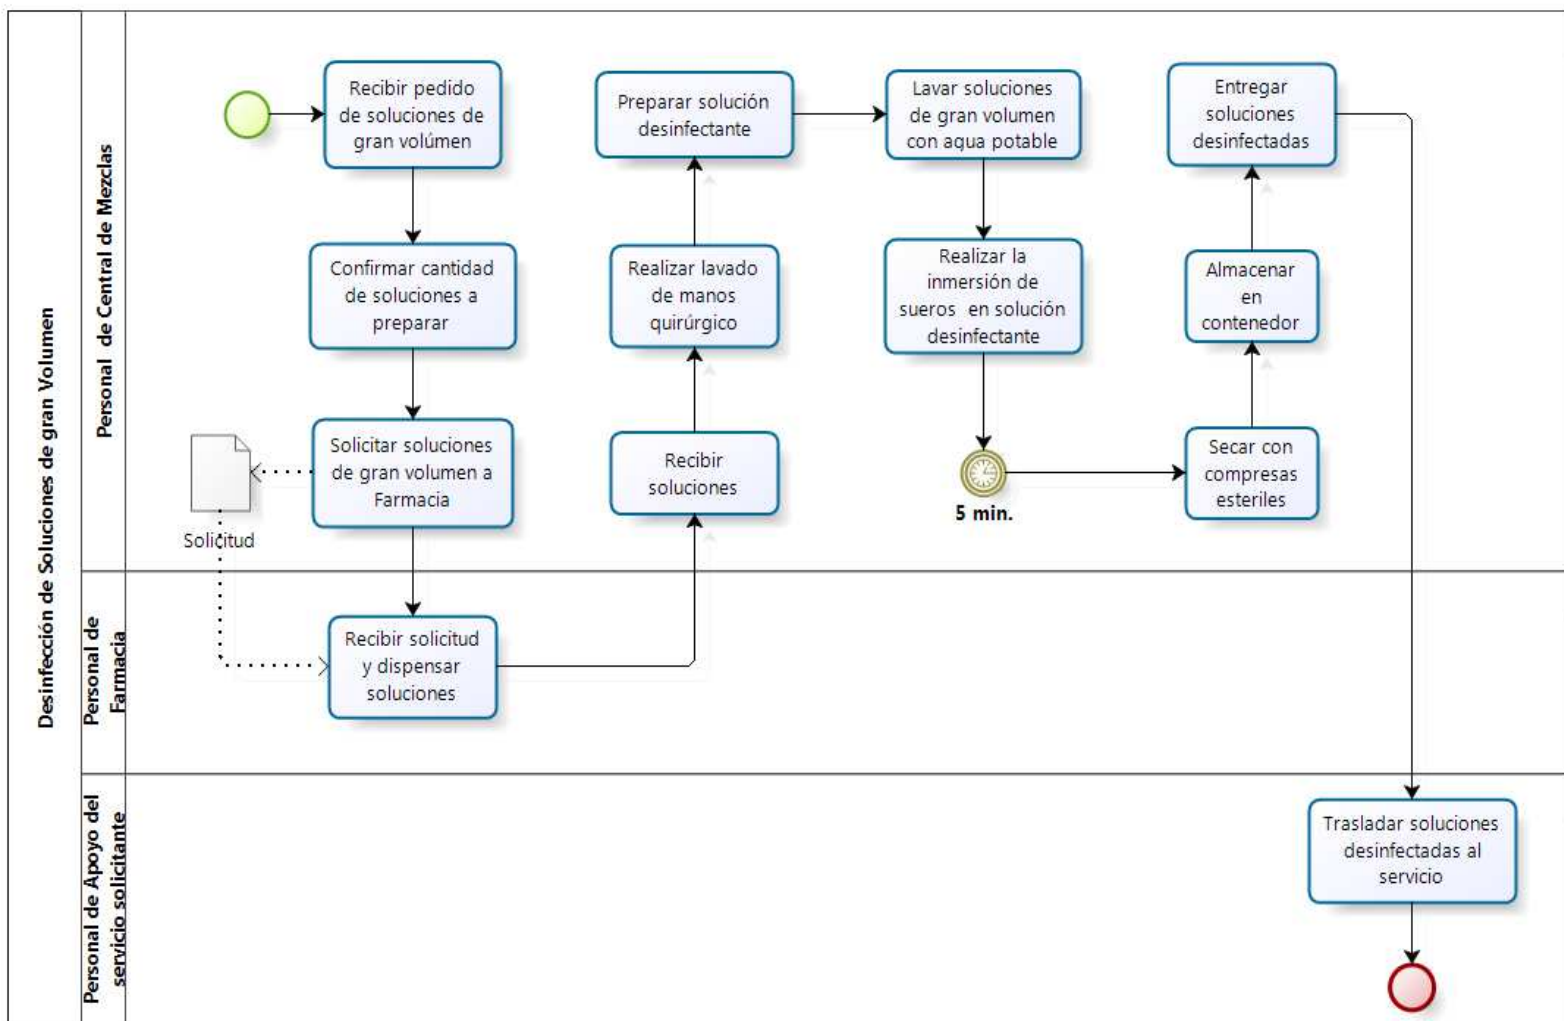 Desinfección de Soluciones de gran Volumen
Personal de Central de Mezclas
Recibir pedido
de soluciones de
gran volúmen
Confirmar cantidad
de soluciones a
preparar
Solicitar soluciones
de gran volumen a
Farmacia
Solicitud
Preparar solución
desinfectante
Realizar lavado
de manos
quirúrgico
Recibir
soluciones
Lavar soluciones
de gran volumen
con agua potable
Realizar la
inmersión de
sueros en solución
desinfectante
5 min.
Entregar
soluciones
desinfectadas
Almacenar
en
contenedor
Secar con
compresas
esteriles
Personal de
Farmacia
Recibir solicitud
y dispensar
soluciones
Personal de Apoyo del
servicio solicitante
Trasladar soluciones
desinfectadas al
servicio